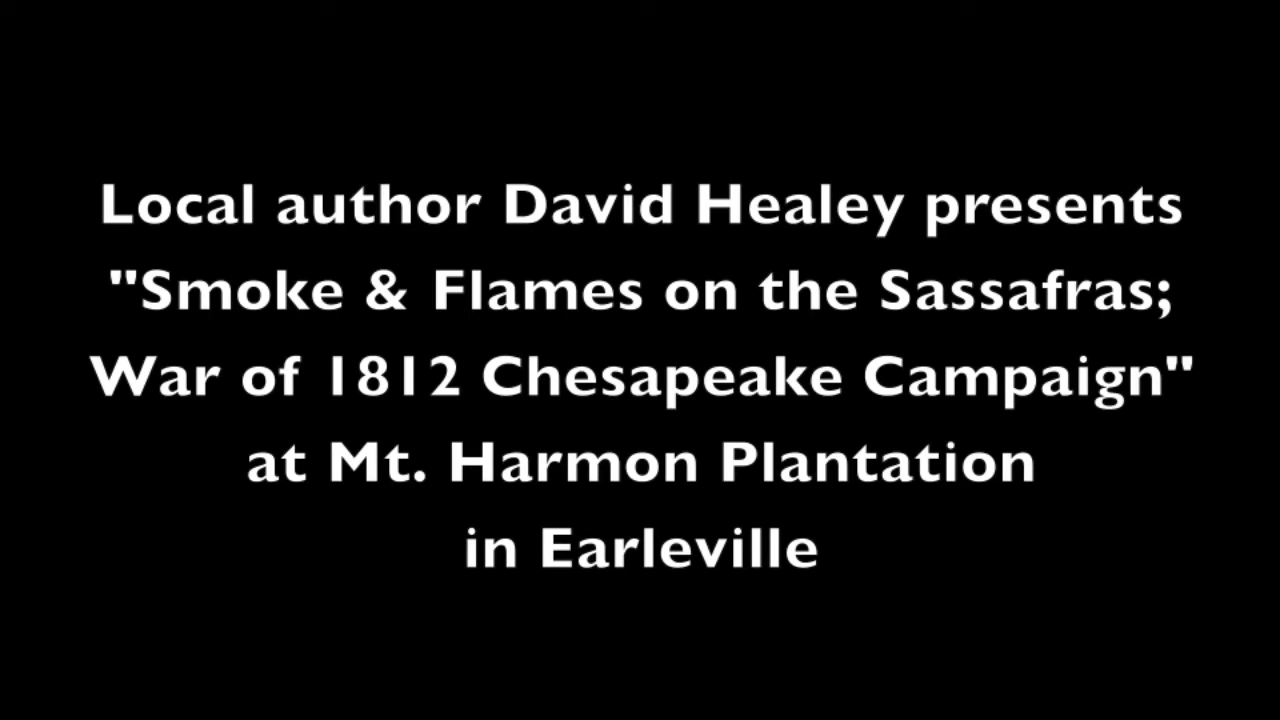 Local author David Healey presents
"Smoke & Flames on the Sassafras;
War of 1812 Chesapeake Campaign"
at Mt. Harmon Plantation
in Earleville